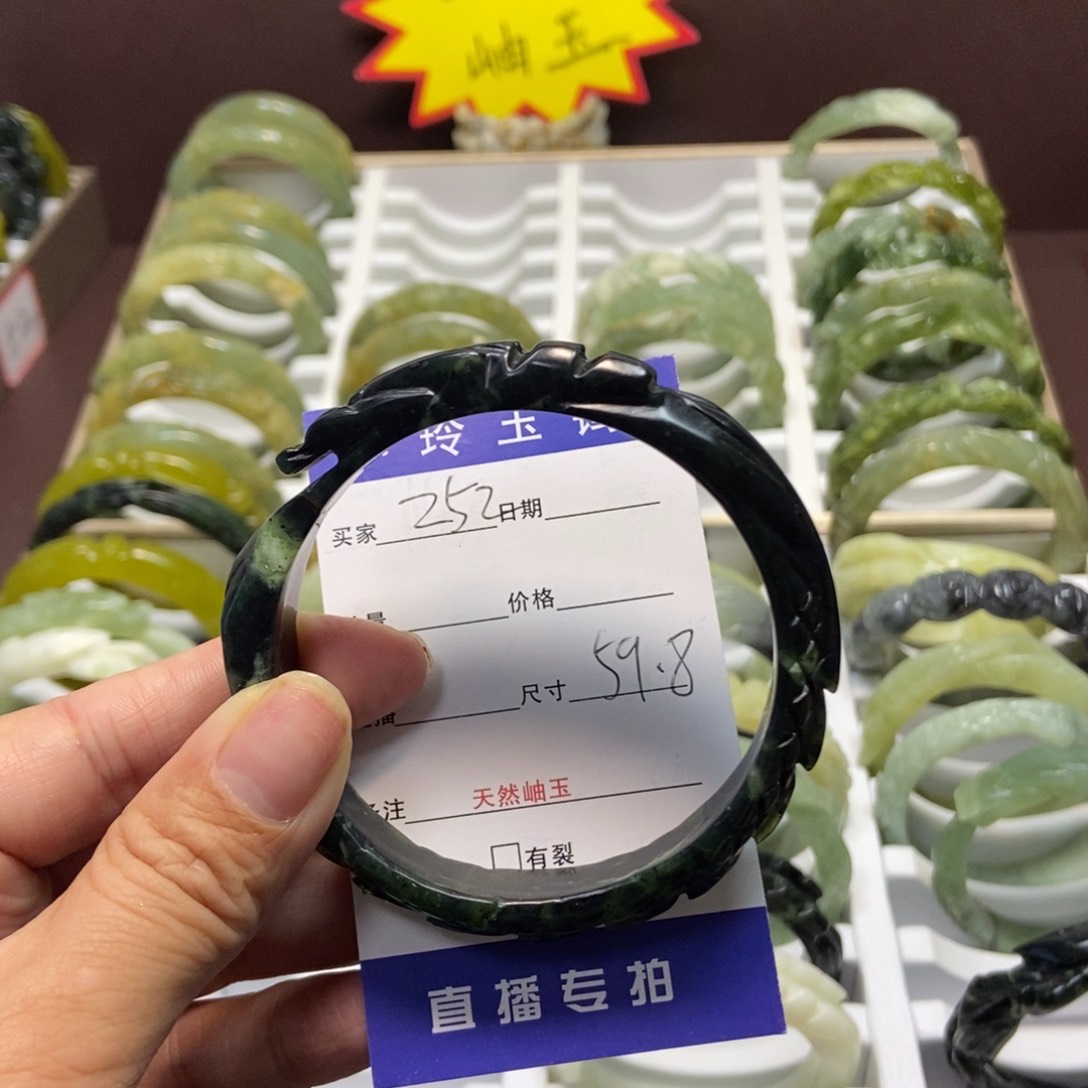 岫玉
玲玉
买家 252 日期
价格
尺寸 59.8
天然岫玉
□有裂
直播专拍